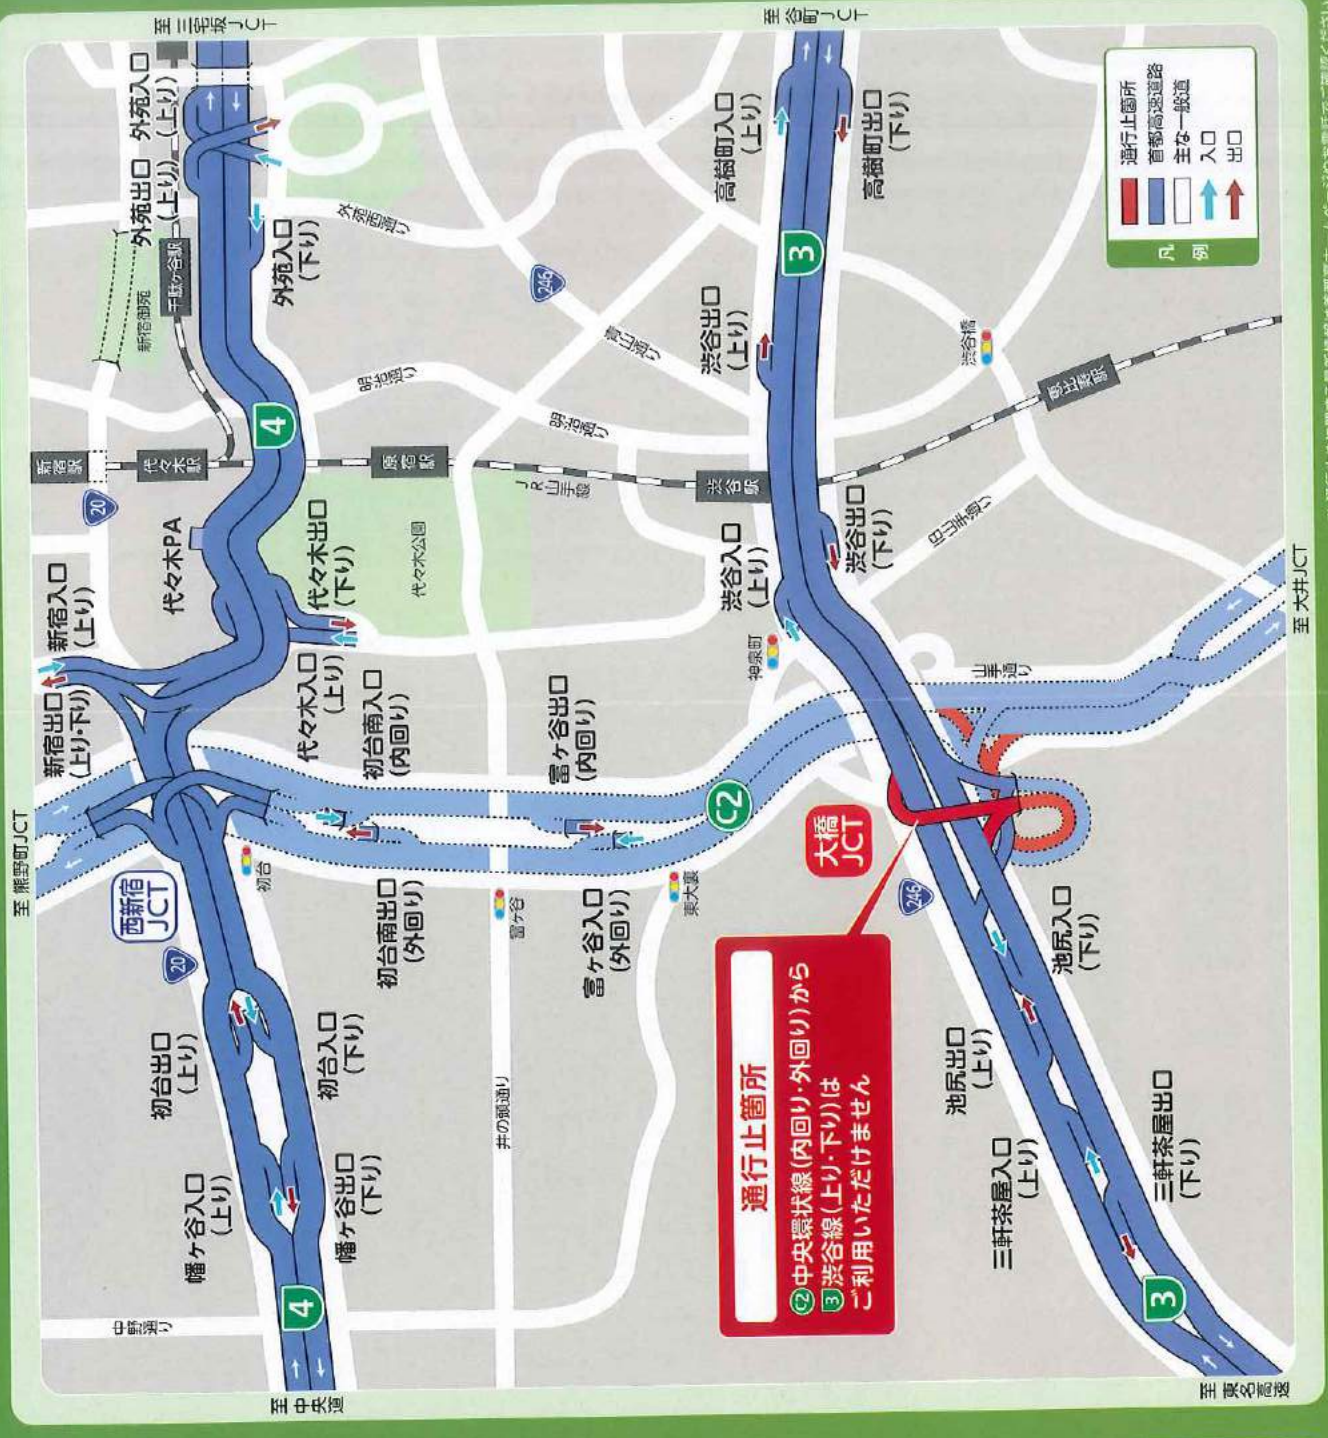 至 三宅坂JCT
至 谷町JCT
外苑出口
(上り)
外苑入口
(上り)
外苑入口
(下り)
千駄ヶ谷駅
新宿御苑
外苑西通り
高樹町入口
(上り)
高樹町出口
(下り)
凡例
通行止箇所
首都高速道路
主な一般道
入口
出口
246
3
渋谷出口
(上り)
青山通り
明治通り
明治通り
渋谷橋
恵比寿駅
4
新宿駅
代々木駅
原宿駅
JR山手線
渋谷駅
20
代々木PA
代々木公園
代々木出口
(下り)
代々木入口
(上り)
新宿入口
(上り)
新宿出口
(上り・下り)
渋谷入口
(上り)
渋谷出口
(下り)
旧山手通り
神泉町
山手通り
至 大井JCT
至 熊野町JCT
初台南入口
(内回り)
富ヶ谷出口
(内回り)
C2
大橋
JCT
西新宿
JCT
20
初台
初台南出口
(外回り)
富ヶ谷
富ヶ谷入口
(外回り)
東大裏
246
池尻入口
(下り)
初台出口
(上り)
初台入口
(下り)
井の頭通り
通行止箇所
C2中央環状線(内回り・外回り)から
3渋谷線(上り・下り)は
ご利用いただけません
池尻出口
(上り)
三軒茶屋入口
(上り)
三軒茶屋出口
(下り)
幡ヶ谷入口
(上り)
幡ヶ谷出口
(下り)
中野通り
4
3
至 中央道
至 東名高速